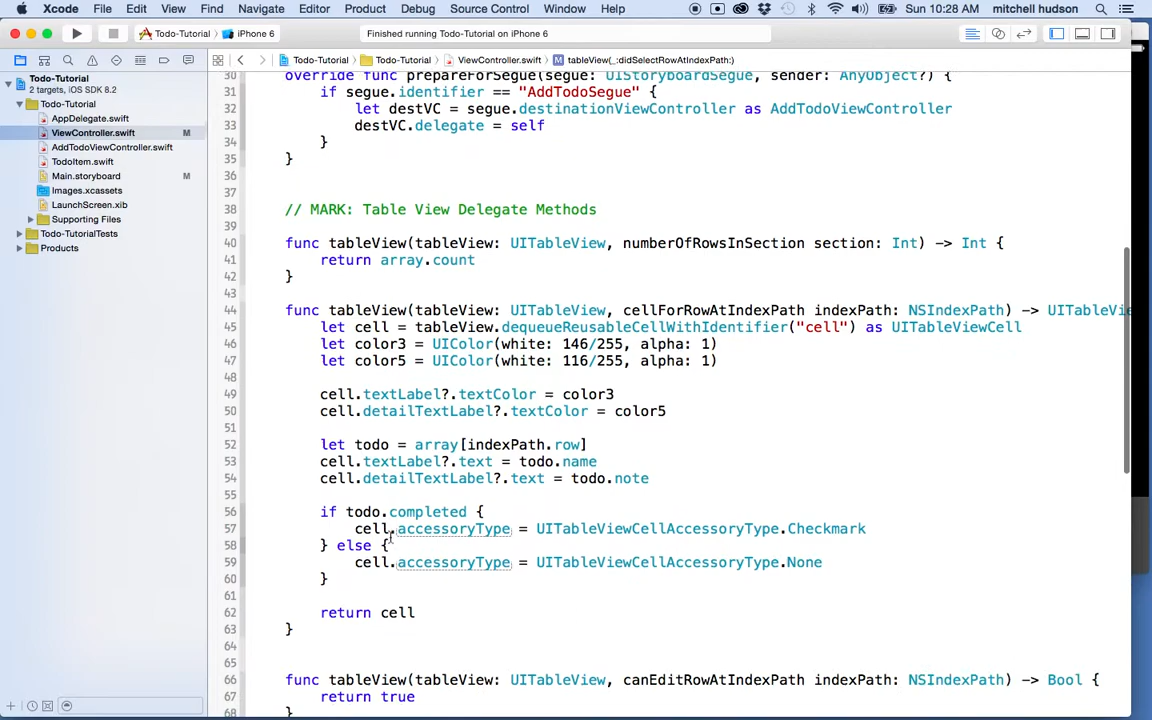 Xcode File Edit View Find Navigate Editor Product Debug Source Control Window Help Sun 10:28 AM mitchell hudson
Todo-Tutorial iPhone 6 Finished running Todo-Tutorial on iPhone 6
Todo-Tutorial Todo-Tutorial ViewController.swift M tableView(_:didSelectRowAtIndexPath:)
Todo-Tutorial
2 targets, iOS SDK 8.2
Todo-Tutorial
AppDelegate.swift
ViewController.swift M
AddTodoViewController.swift
TodoItem.swift
Main.storyboard M
Images.xcassets
LaunchScreen.xib
Supporting Files
Todo-TutorialTests
Products
30 override func prepareForSegue(segue: UIStoryboardSegue, sender: AnyObject?) {
31 if segue.identifier == "AddTodoSegue" {
32 let destVC = segue.destinationViewController as AddTodoViewController
33 destVC.delegate = self
34 }
35 }
36
37
38 // MARK: Table View Delegate Methods
39
40 func tableView(tableView: UITableView, numberOfRowsInSection section: Int) -> Int {
41 return array.count
42 }
43
44 func tableView(tableView: UITableView, cellForRowAtIndexPath indexPath: NSIndexPath) -> UITableVie
45 let cell = tableView.dequeueReusableCellWithIdentifier("cell") as UITableViewCell
46 let color3 = UIColor(white: 146/255, alpha: 1)
47 let color5 = UIColor(white: 116/255, alpha: 1)
48
49 cell.textLabel?.textColor = color3
50 cell.detailTextLabel?.textColor = color5
51
52 let todo = array[indexPath.row]
53 cell.textLabel?.text = todo.name
54 cell.detailTextLabel?.text = todo.note
55
56 if todo.completed {
57 cell.accessoryType = UITableViewCellAccessoryType.Checkmark
58 } else {
59 cell.accessoryType = UITableViewCellAccessoryType.None
60 }
61
62 return cell
63 }
64
65
66 func tableView(tableView: UITableView, canEditRowAtIndexPath indexPath: NSIndexPath) -> Bool {
67 return true
68 }